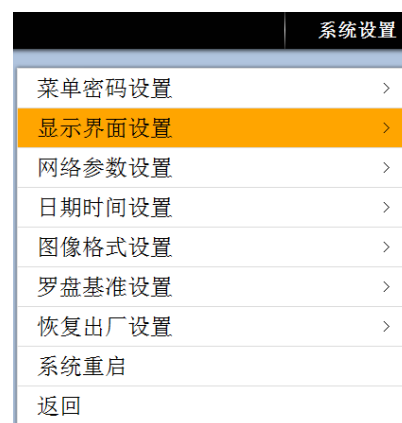 系统设置
菜单密码设置
显示界面设置
网络参数设置
日期时间设置
图像格式设置
罗盘基准设置
恢复出厂设置
系统重启
返回